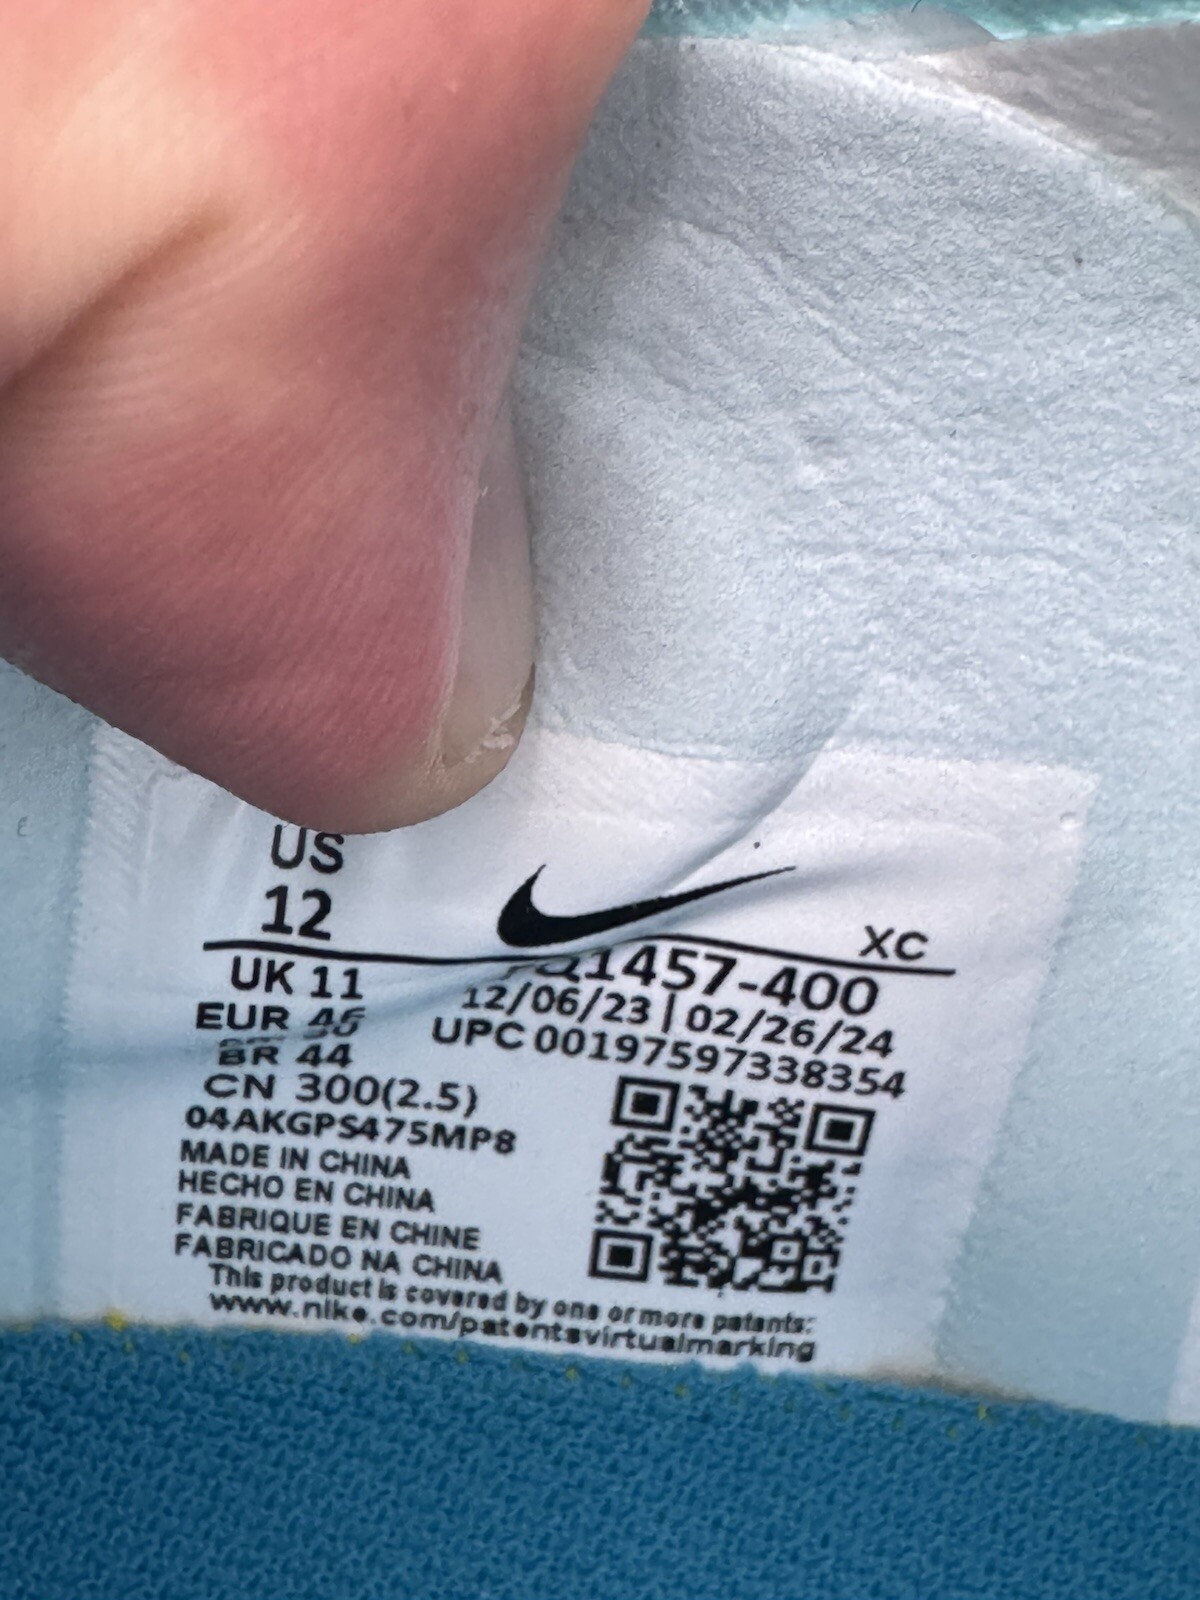 US
12
XC
UK 11
1457-400
EUR 46
12/06/23 | 02/26/24
BR 44
UPC 00197597338354
CN 300(2.5)
04AKGPS475MP8
MADE IN CHINA
HECHO EN CHINA
FABRIQUE EN CHINE
FABRICADO NA CHINA
This product is covered by one or more patents:
www.nike.com/patentsvirtualmarking